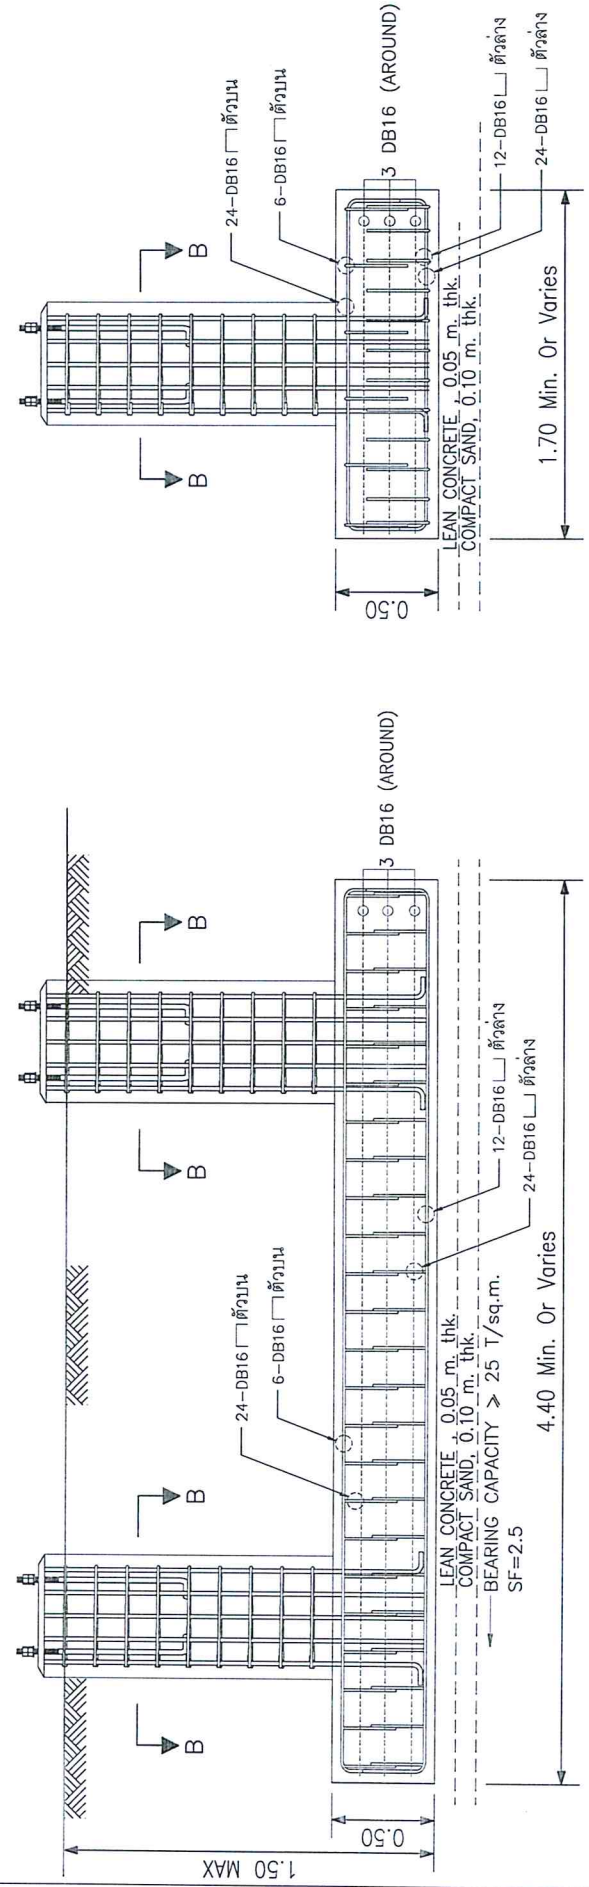 1.50 MAX
0.50
B
B
B
B
24-DB16 ตัวบน
6-DB16 ตัวบน
3 DB16 (AROUND)
12-DB16 ตัวล่าง
24-DB16 ตัวล่าง
LEAN CONCRETE , 0.05 m. thk.
COMPACT SAND, 0.10 m. thk.
BEARING CAPACITY ⩾ 25 T/sq.m.
SF=2.5
4.40 Min. Or Varies
B
B
24-DB16 ตัวบน
6-DB16 ตัวบน
3 DB16 (AROUND)
0.50
12-DB16 ตัวล่าง
24-DB16 ตัวล่าง
LEAN CONCRETE , 0.05 m. thk.
COMPACT SAND, 0.10 m. thk.
1.70 Min. Or Varies